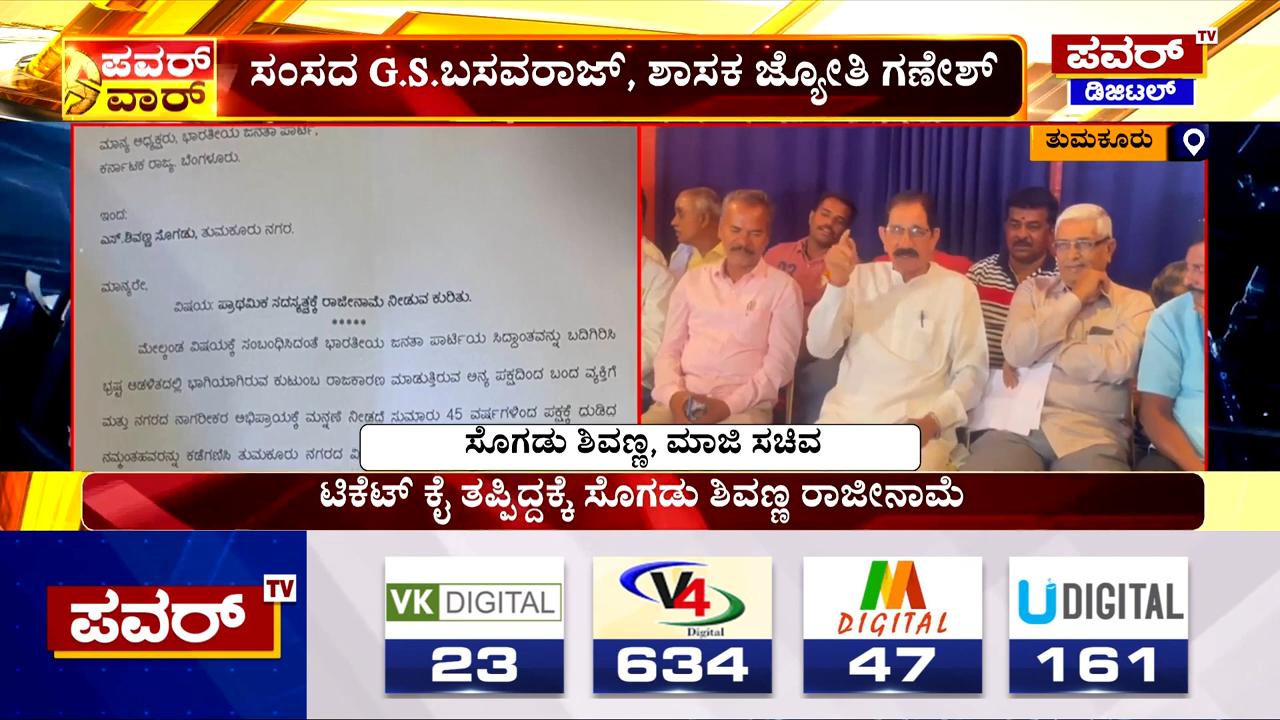 ಪವರ್
ವಾರ್
ಸಂಸದ G.S.ಬಸವರಾಜ್, ಶಾಸಕ ಜ್ಯೋತಿ ಗಣೇಶ್
ಪವರ್ TV
ಡಿಜಿಟಲ್
ತುಮಕೂರು
ಮಾನ್ಯ ಅಧ್ಯಕ್ಷರು, ಭಾರತೀಯ ಜನತಾ ಪಾರ್ಟಿ,
ಕರ್ನಾಟಕ ರಾಜ್ಯ. ಬೆಂಗಳೂರು.
ಇಂದ:
ಎಸ್.ಶಿವಣ್ಣ ಸೊಗಡು, ತುಮಕೂರು ನಗರ.
ಮಾನ್ಯರೇ,
ವಿಷಯ: ಪ್ರಾಥಮಿಕ ಸದಸ್ಯತ್ವಕ್ಕೆ ರಾಜೀನಾಮೆ ನೀಡುವ ಕುರಿತು.
*****
ಮೇಲ್ಕಂಡ ವಿಷಯಕ್ಕೆ ಸಂಬಂಧಿಸಿದಂತೆ ಭಾರತೀಯ ಜನತಾ ಪಾರ್ಟಿಯ ಸಿದ್ಧಾಂತವನ್ನು ಬದಿಗಿರಿಸಿ
ಭ್ರಷ್ಟ ಆಡಳಿತದಲ್ಲಿ ಭಾಗಿಯಾಗಿರುವ ಕುಟುಂಬ ರಾಜಕಾರಣ ಮಾಡುತ್ತಿರುವ ಅನ್ಯ ಪಕ್ಷದಿಂದ ಬಂದ ವ್ಯಕ್ತಿಗೆ
ಮತ್ತು ನಗರದ ನಾಗರೀಕರ ಅಭಿಪ್ರಾಯಕ್ಕೆ ಮನ್ನಣೆ ನೀಡದೆ ಸುಮಾರು 45 ವರ್ಷಗಳಿಂದ ಪಕ್ಷಕ್ಕೆ ದುಡಿದ
ನಮ್ಮಂತಹವರನ್ನು ಕಡೆಗಣಿಸಿ ತುಮಕೂರು ನಗರದ
ಸೊಗಡು ಶಿವಣ್ಣ, ಮಾಜಿ ಸಚಿವ
ಟಿಕೆಟ್ ಕೈ ತಪ್ಪಿದ್ದಕ್ಕೆ ಸೊಗಡು ಶಿವಣ್ಣ ರಾಜೀನಾಮೆ
ಪವರ್ TV
VK DIGITAL
23
V4 Digital
634
M DIGITAL
47
U DIGITAL
161